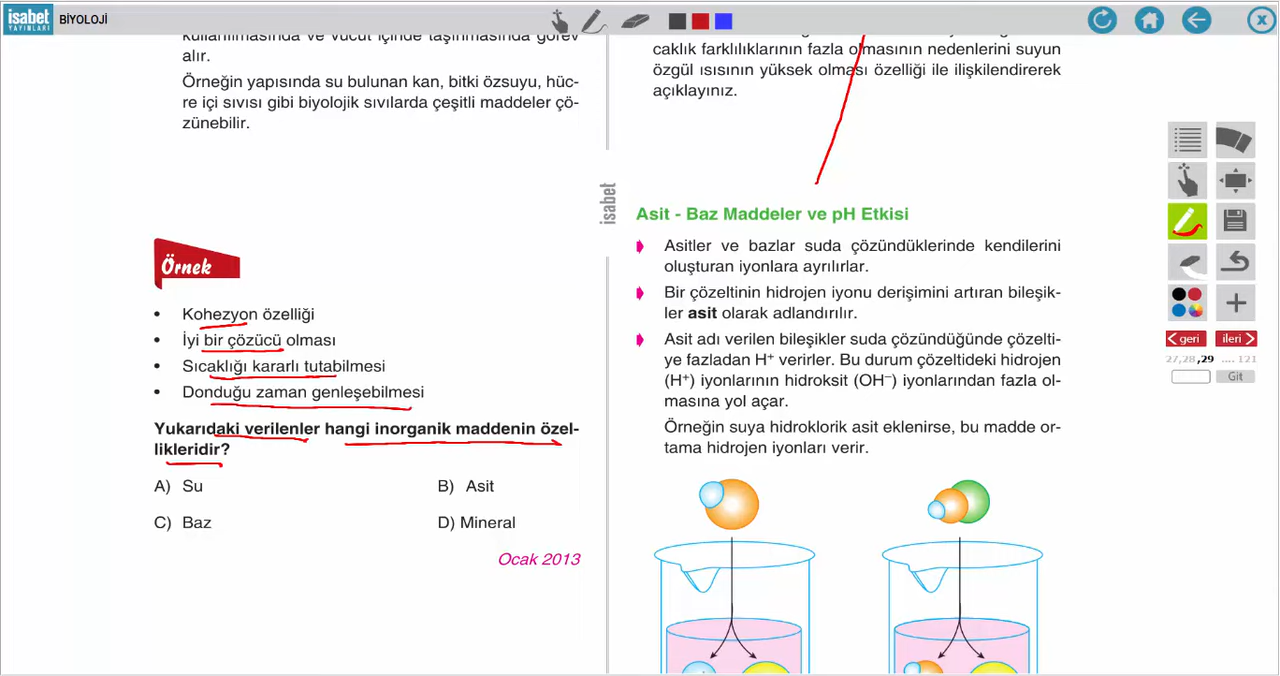 isabet
YAYINLARI
BİYOLOJİ
kullanılmasında ve vücut içinde taşınmasında görev
alır.
Örneğin yapısında su bulunan kan, bitki özsuyu, hüc-
re içi sıvısı gibi biyolojik sıvılarda çeşitli maddeler çö-
zünebilir.
Örnek
• Kohezyon özelliği
• İyi bir çözücü olması
• Sıcaklığı kararlı tutabilmesi
• Donduğu zaman genleşebilmesi
Yukarıdaki verilenler hangi inorganik maddenin özel-
likleridir?
A) Su
B) Asit
C) Baz
D) Mineral
Ocak 2013
isabet
caklık farklılıklarının fazla olmasının nedenlerini suyun
özgül ısısının yüksek olması özelliği ile ilişkilendirerek
açıklayınız.
Asit - Baz Maddeler ve pH Etkisi
Asitler ve bazlar suda çözündüklerinde kendilerini
oluşturan iyonlara ayrılırlar.
Bir çözeltinin hidrojen iyonu derişimini artıran bileşik-
ler asit olarak adlandırılır.
Asit adı verilen bileşikler suda çözündüğünde çözelti-
ye fazladan H⁺ verirler. Bu durum çözeltideki hidrojen
(H⁺) iyonlarının hidroksit (OH⁻) iyonlarından fazla ol-
masına yol açar.
Örneğin suya hidroklorik asit eklenirse, bu madde or-
tama hidrojen iyonları verir.
geri
ileri
27,28,29 .... 121
Git